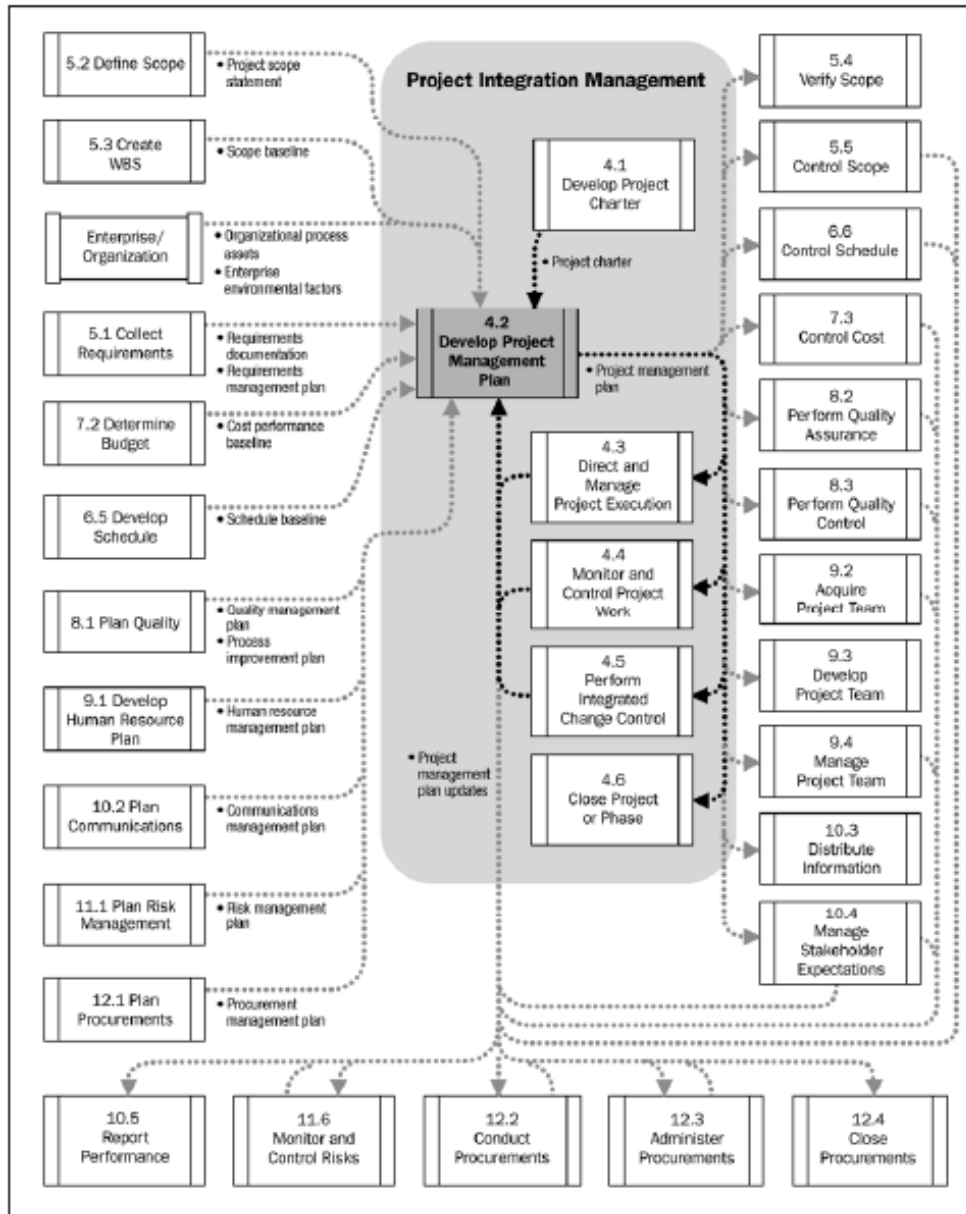 5.2 Define Scope
• Project scope
statement
5.3 Create
WBS
• Scope baseline
Enterprise/
Organization
• Organizational process
assets
• Enterprise
environmental factors
5.1 Collect
Requirements
• Requirements
documentation
• Requirements
management plan
7.2 Determine
Budget
• Cost performance
baseline
6.5 Develop
Schedule
• Schedule baseline
8.1 Plan Quality
• Quality management
plan
• Process
improvement plan
9.1 Develop
Human Resource
Plan
• Human resource
management plan
10.2 Plan
Communications
• Communications
management plan
11.1 Plan Risk
Management
• Risk management
plan
12.1 Plan
Procurements
• Procurement
management plan
Project Integration Management
4.1
Develop Project
Charter
• Project charter
4.2
Develop Project
Management
Plan
• Project management
plan
4.3
Direct and
Manage
Project Execution
4.4
Monitor and
Control Project
Work
4.5
Perform
Integrated
Change Control
• Project
management
plan updates
4.6
Close Project
or Phase
5.4
Verify Scope
5.5
Control Scope
6.6
Control Schedule
7.3
Control Cost
8.2
Perform Quality
Assurance
8.3
Perform Quality
Control
9.2
Acquire
Project Team
9.3
Develop
Project Team
9.4
Manage
Project Team
10.3
Distribute
Information
10.4
Manage
Stakeholder
Expectations
10.5
Report
Performance
11.6
Monitor and
Control Risks
12.2
Conduct
Procurements
12.3
Administer
Procurements
12.4
Close
Procurements